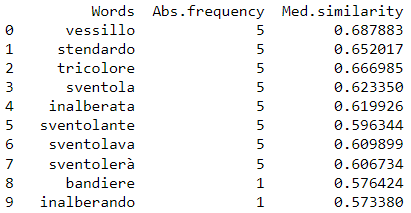 Words Abs.frequency Med.similarity
0 vessillo 5 0.687883
1 stendardo 5 0.652017
2 tricolore 5 0.666985
3 sventola 5 0.623350
4 inalberata 5 0.619926
5 sventolante 5 0.596344
6 sventolava 5 0.609899
7 sventolerà 5 0.606734
8 bandiere 1 0.576424
9 inalberando 1 0.573380